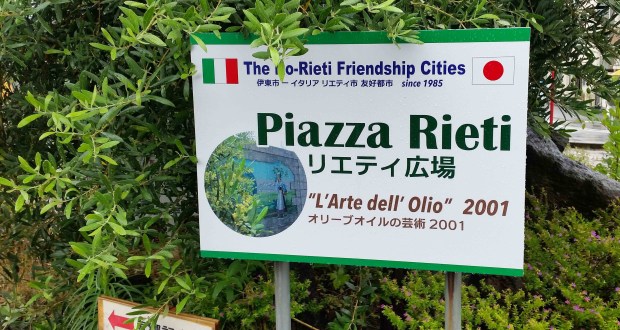 The Ito-Rieti Friendship Cities
伊東市 ー イタリア リエティ市 友好都市 since 1985
Piazza Rieti
リエティ広場
"L'Arte dell' Olio" 2001
オリーブオイルの芸術 2001